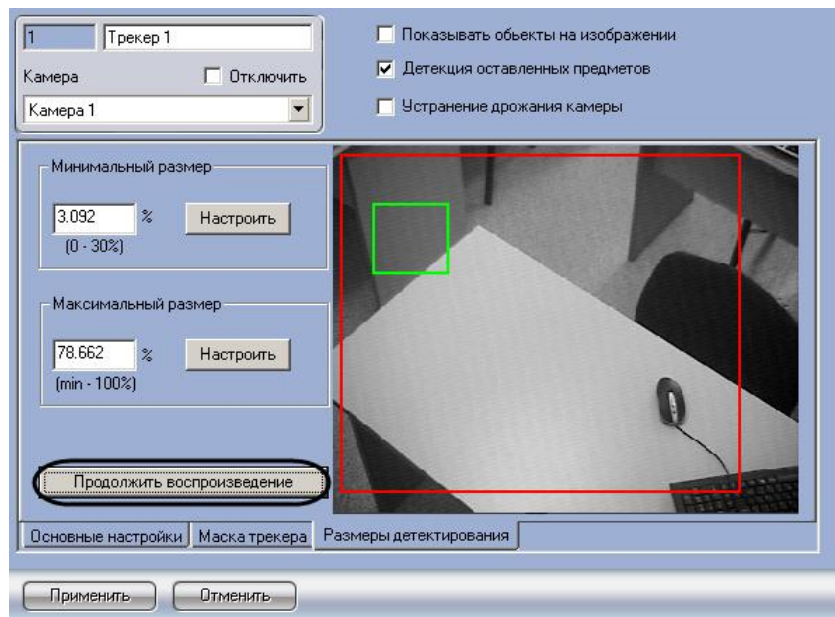 1
Трекер 1
Камера
Отключить
Камера 1
Показывать обьекты на изображении
Детекция оставленных предметов
Устранение дрожания камеры
Минимальный размер
3.092 % Настроить
(0 - 30%)
Максимальный размер
78.662 % Настроить
(min - 100%)
Продолжить воспроизведение
Основные настройки Маска трекера Размеры детектирования
Применить Отменить